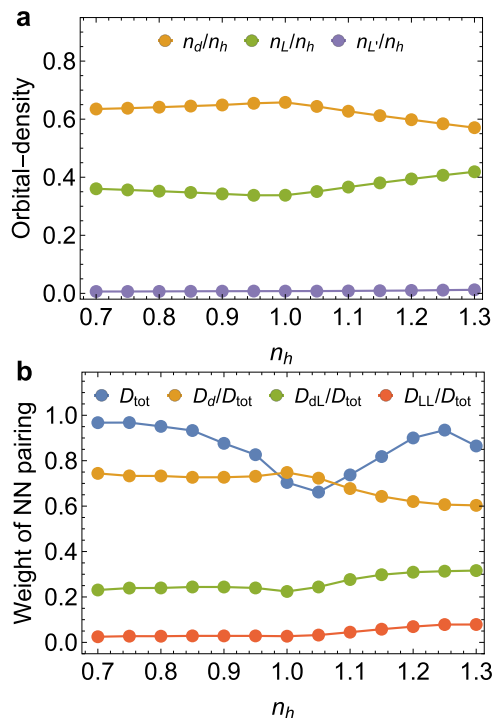 a
n_d/n_h n_L/n_h n_L'/n_h
Orbital-density
0.8
0.6
0.4
0.2
0.0
0.7 0.8 0.9 1.0 1.1 1.2 1.3
n_h
b
D_tot D_d/D_tot D_dL/D_tot D_LL/D_tot
Weight of NN pairing
1.0
0.8
0.6
0.4
0.2
0.0
0.7 0.8 0.9 1.0 1.1 1.2 1.3
n_h